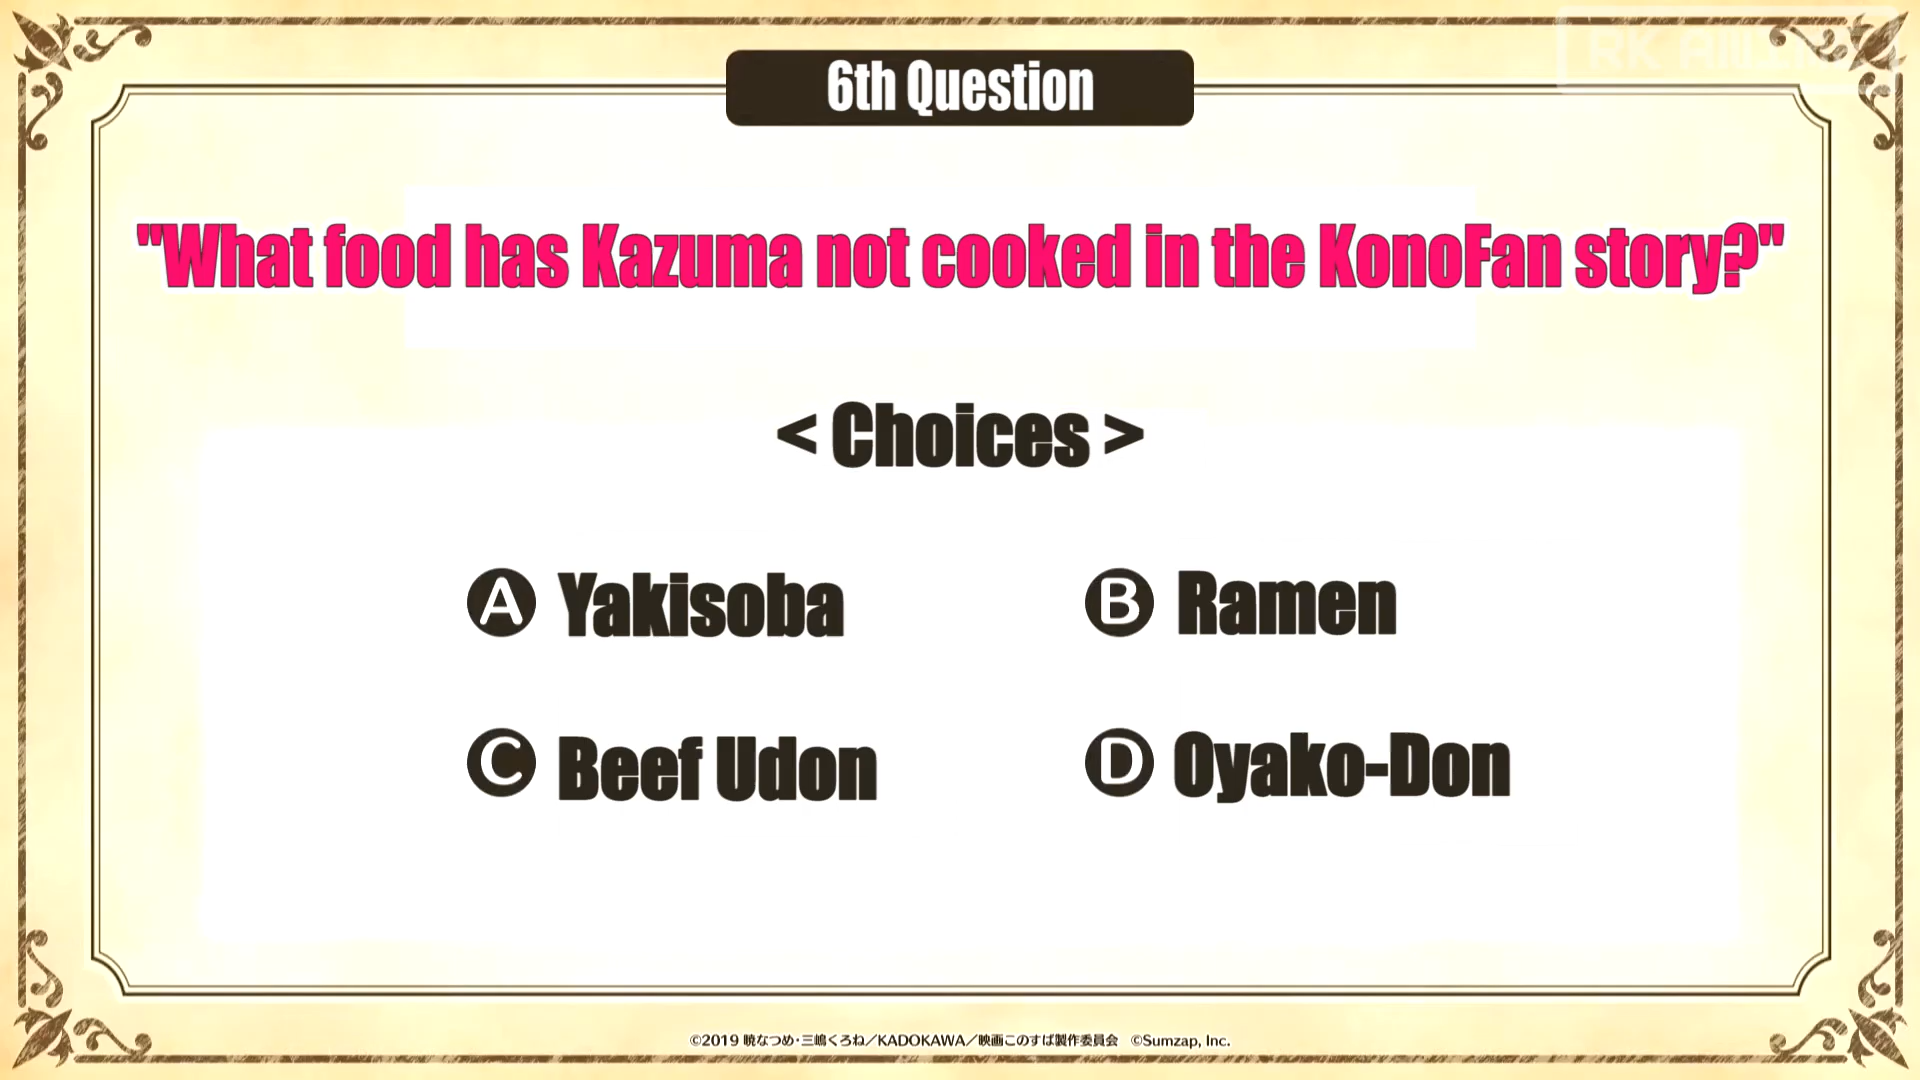 6th Question
"What food has Kazuma not cooked in the KonoFan story?"
< Choices >
A Yakisoba
B Ramen
C Beef Udon
D Oyako-Don
©2019 暁なつめ・三嶋くろね／KADOKAWA／映画このすば製作委員会 ©Sumzap, Inc.